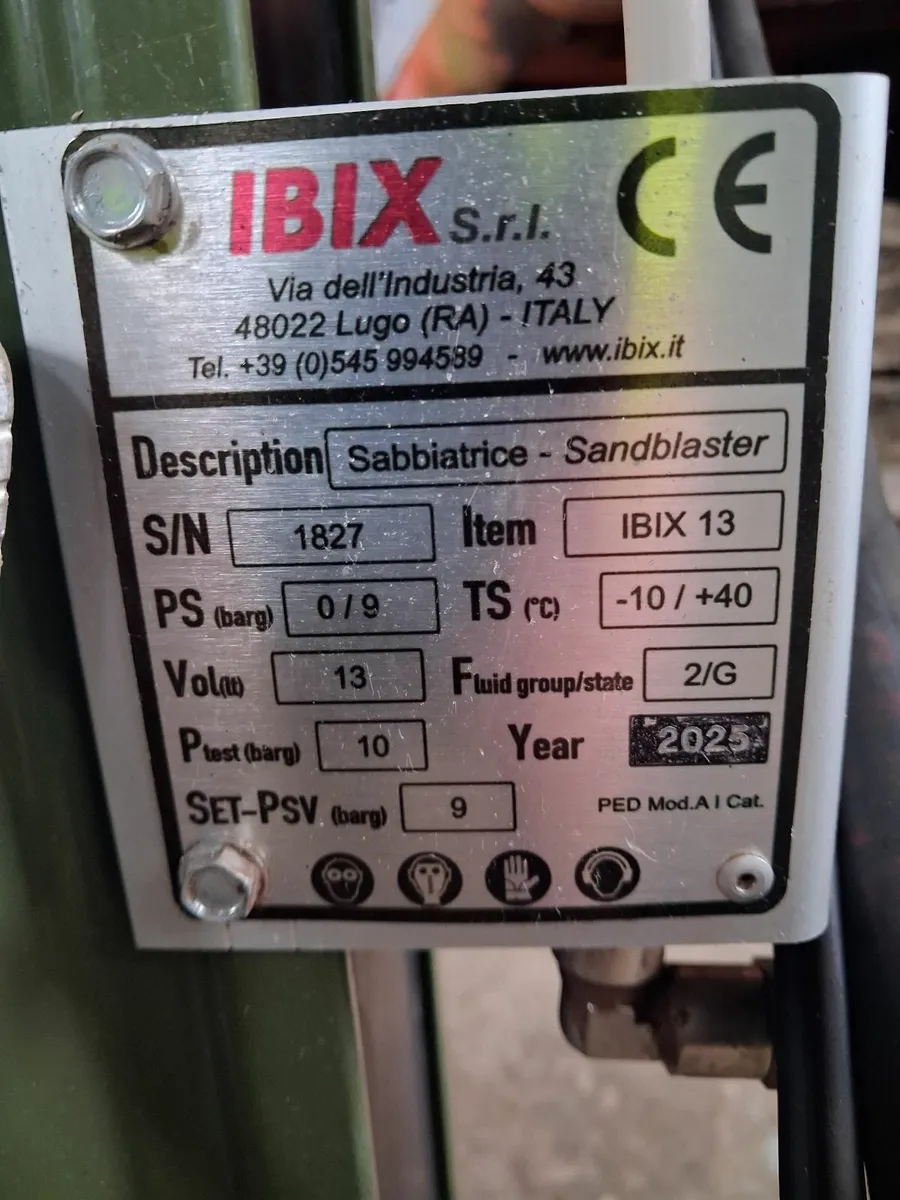 IBIX S.r.l. CE
Via dell'Industria, 43
48022 Lugo (RA) - ITALY
Tel. +39 (0)545 994589 - www.ibix.it
Description Sabbiatrice - Sandblaster
S/N 1827 Item IBIX 13
PS (barg) 0 / 9 TS (°C) -10 / +40
Vol(lt) 13 Fluid group/state 2/G
Ptest (barg) 10 Year 2025
SET-PSV (barg) 9 PED Mod.A I Cat.